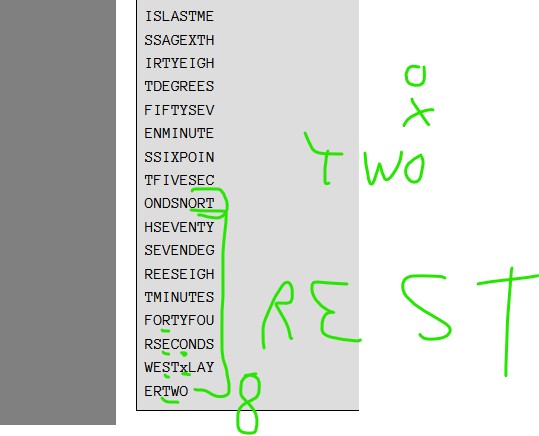 ISLASTME
SSAGEXTH
IRTYEIGH
TDEGREES
FIFTYSEV
ENMINUTE
SSIXPOIN
TFIVESEC
ONDSNORT
HSEVENTY
SEVENDEG
REESEIGH
TMINUTES
FORTYFOU
RSECONDS
WESTxLAY
ERTWO
o
x
TWO
REST
8